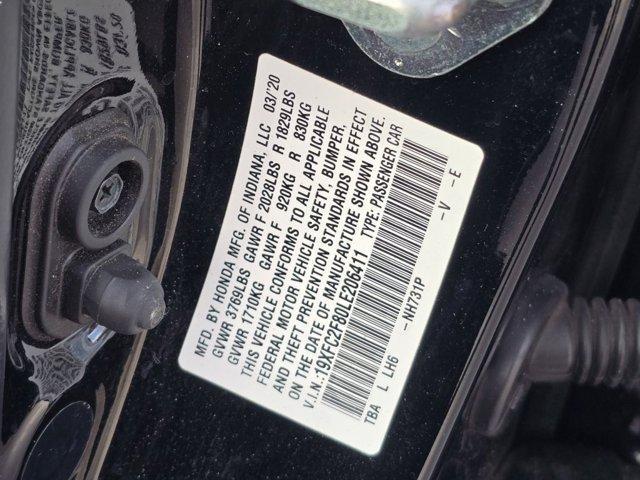 MFD. BY HONDA MFG. OF INDIANA, LLC 03/'20
GVWR 3769LBS GAWR F 2028LBS R 1829LBS
GVWR 1710KG GAWR F 920KG R 830KG
THIS VEHICLE CONFORMS TO ALL APPLICABLE
FEDERAL MOTOR VEHICLE SAFETY, BUMPER,
AND THEFT PREVENTION STANDARDS IN EFFECT
ON THE DATE OF MANUFACTURE SHOWN ABOVE.
V.I.N.: 19XFC2F60LE206411 TYPE: PASSENGER CAR
TBA L LH6 -NH731P -V -E